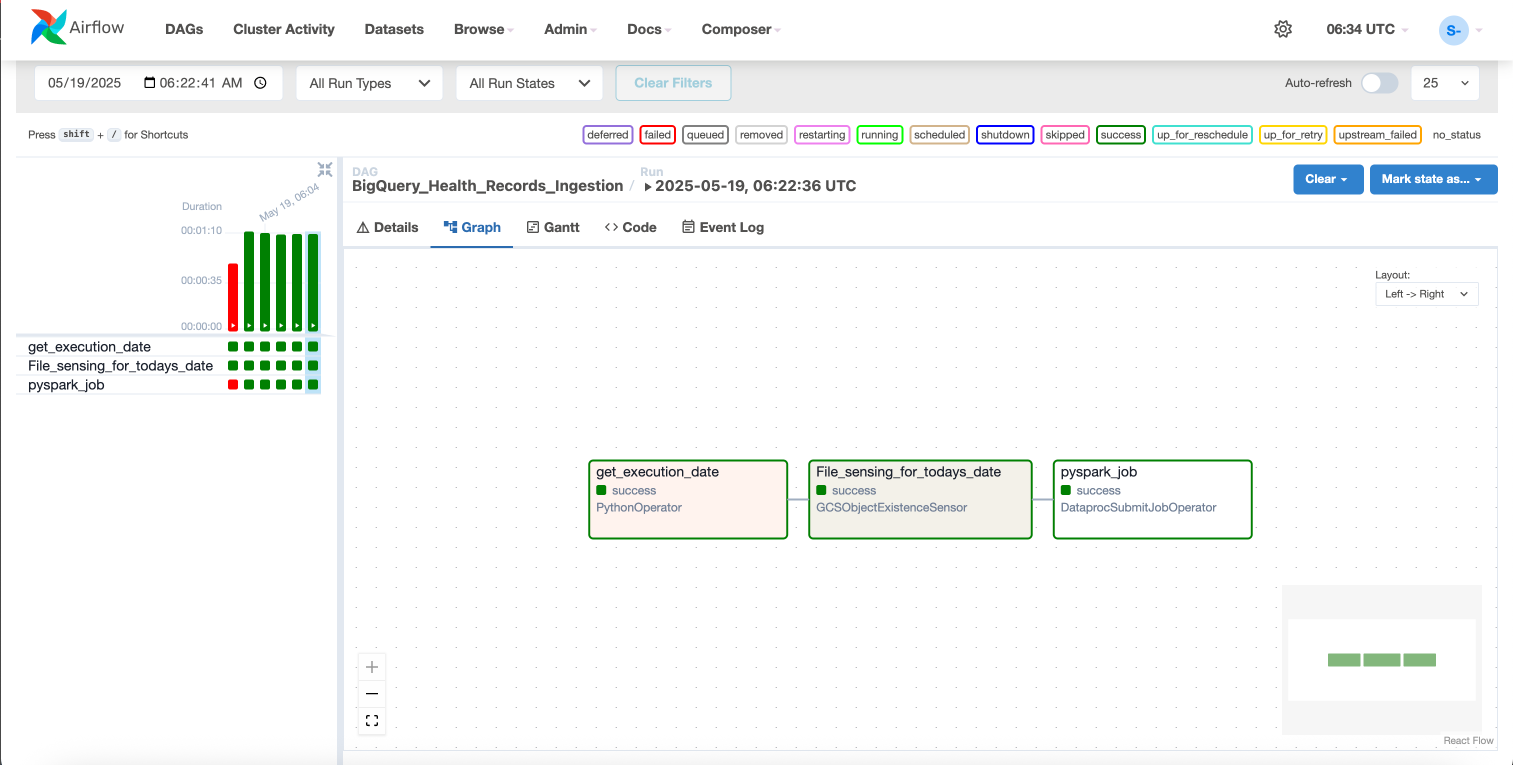 Airflow DAGs Cluster Activity Datasets Browse Admin Docs Composer 06:34 UTC S-
05/19/2025 06:22:41 AM All Run Types All Run States Clear Filters Auto-refresh 25
Press shift + / for Shortcuts deferred failed queued removed restarting running scheduled shutdown skipped success up_for_reschedule up_for_retry upstream_failed no_status
DAG Run
BigQuery_Health_Records_Ingestion / 2025-05-19, 06:22:36 UTC Clear Mark state as...
Details Graph Gantt Code Event Log
May 19, 06:04
Duration
00:01:10
00:00:35
00:00:00
get_execution_date
File_sensing_for_todays_date
pyspark_job
Layout:
Left -> Right
get_execution_date
success
PythonOperator
File_sensing_for_todays_date
success
GCSObjectExistenceSensor
pyspark_job
success
DataprocSubmitJobOperator
React Flow